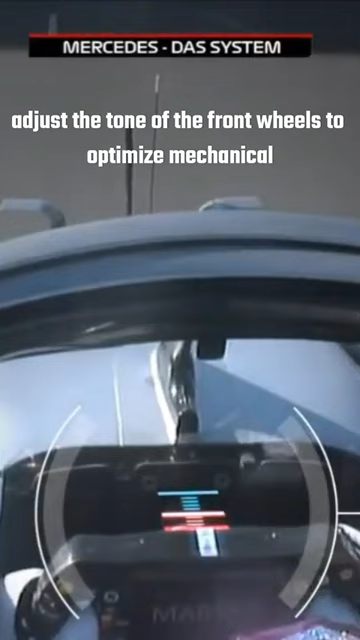 MERCEDES - DAS SYSTEM
adjust the tone of the front wheels to
optimize mechanical